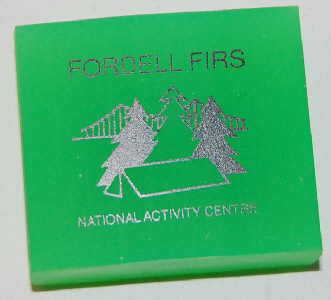 FORDELL FIRS
NATIONAL ACTIVITY CENTRE